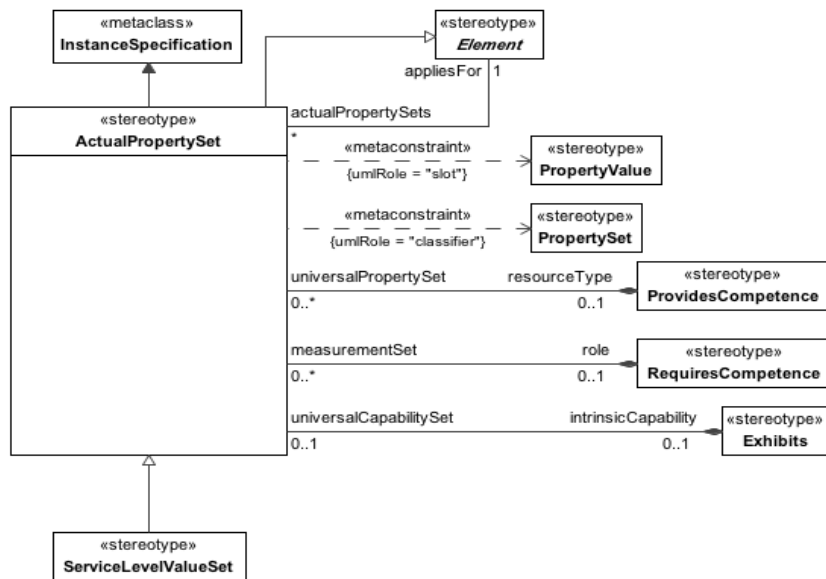 «metaclass»
InstanceSpecification
«stereotype»
Element
appliesFor 1
«stereotype»
ActualPropertySet
actualPropertySets
*
«metaconstraint»
{umlRole = "slot"}
«stereotype»
PropertyValue
«metaconstraint»
{umlRole = "classifier"}
«stereotype»
PropertySet
universalPropertySet resourceType
0..* 0..1
«stereotype»
ProvidesCompetence
measurementSet role
0..* 0..1
«stereotype»
RequiresCompetence
universalCapabilitySet intrinsicCapability
0..1 0..1
«stereotype»
Exhibits
«stereotype»
ServiceLevelValueSet